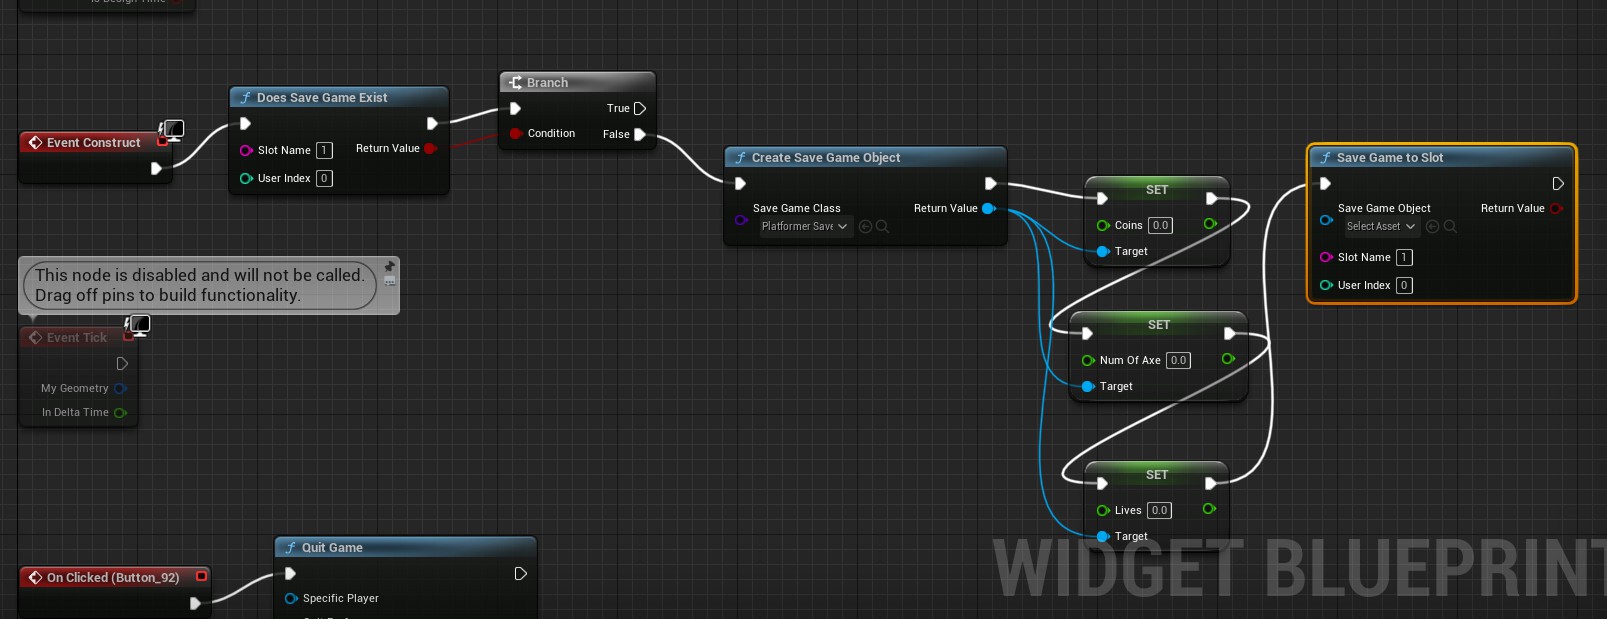 Is Design Time
Branch
Does Save Game Exist
True
Event Construct
Slot Name 1
Return Value
Condition
False
User Index 0
Create Save Game Object
Save Game Class
Platformer Save
Return Value
SET
Coins 0.0
Target
Save Game to Slot
Save Game Object
Select Asset
Return Value
Slot Name 1
User Index 0
This node is disabled and will not be called.
Drag off pins to build functionality.
Event Tick
My Geometry
In Delta Time
SET
Num Of Axe 0.0
Target
SET
Lives 0.0
Target
Quit Game
On Clicked (Button_92)
Specific Player
WIDGET BLUEPRINT